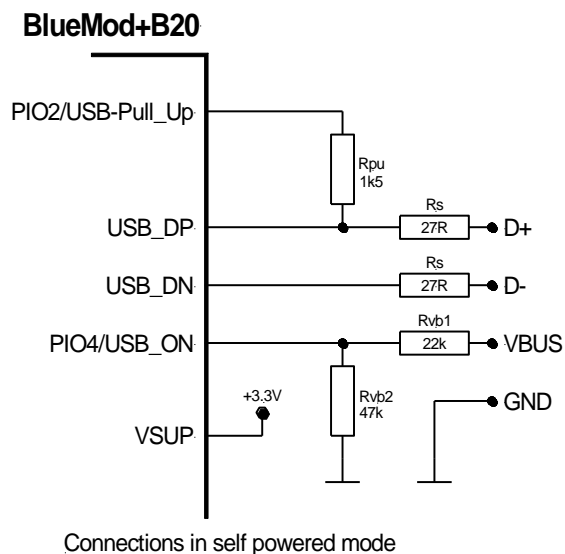 BlueMod+B20
PIO2/USB-Pull_Up
Rpu
1k5
Rs
USB_DP
27R
D+
Rs
USB_DN
27R
D-
Rvb1
PIO4/USB_ON
22k
VBUS
+3.3V
Rvb2
47k
GND
VSUP
Connections in self powered mode